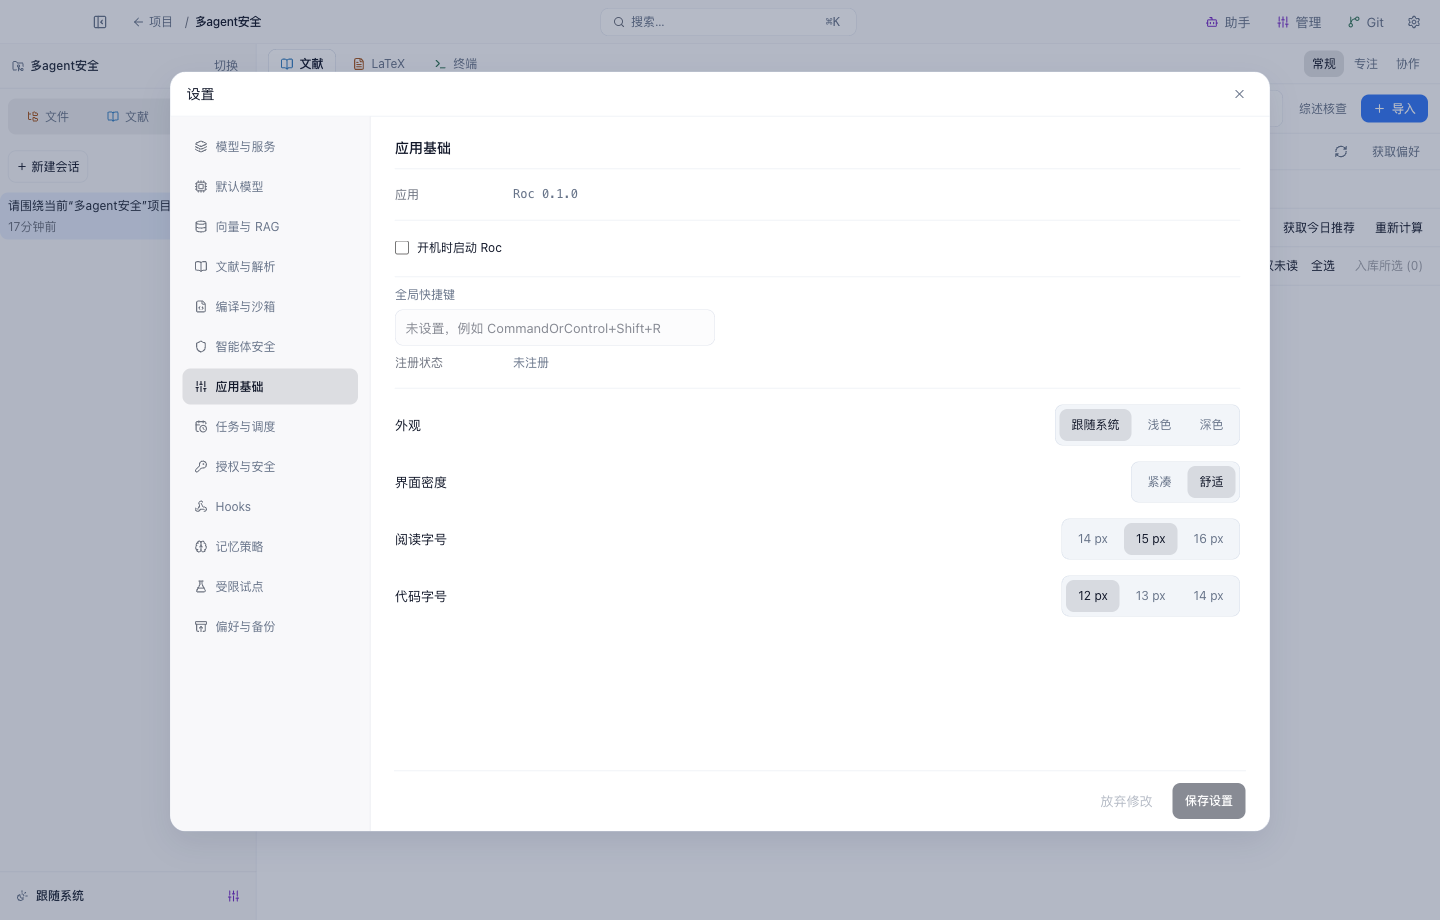 项目 / 多agent安全
搜索... ⌘K
助手 管理 Git
多agent安全 切换
文献 LaTeX 终端
常规 专注 协作
文件 文献
综述核查 导入
新建会话
获取偏好
请围绕当前“多agent安全”项目
17分钟前
获取今日推荐 重新计算
未读 全选 入库所选 (0)
设置
模型与服务
默认模型
向量与 RAG
文献与解析
编译与沙箱
智能体安全
应用基础
任务与调度
授权与安全
Hooks
记忆策略
受限试点
偏好与备份
应用基础
应用 Roc 0.1.0
开机时启动 Roc
全局快捷键
未设置，例如 CommandOrControl+Shift+R
注册状态 未注册
外观 跟随系统 浅色 深色
界面密度 紧凑 舒适
阅读字号 14 px 15 px 16 px
代码字号 12 px 13 px 14 px
放弃修改 保存设置
跟随系统